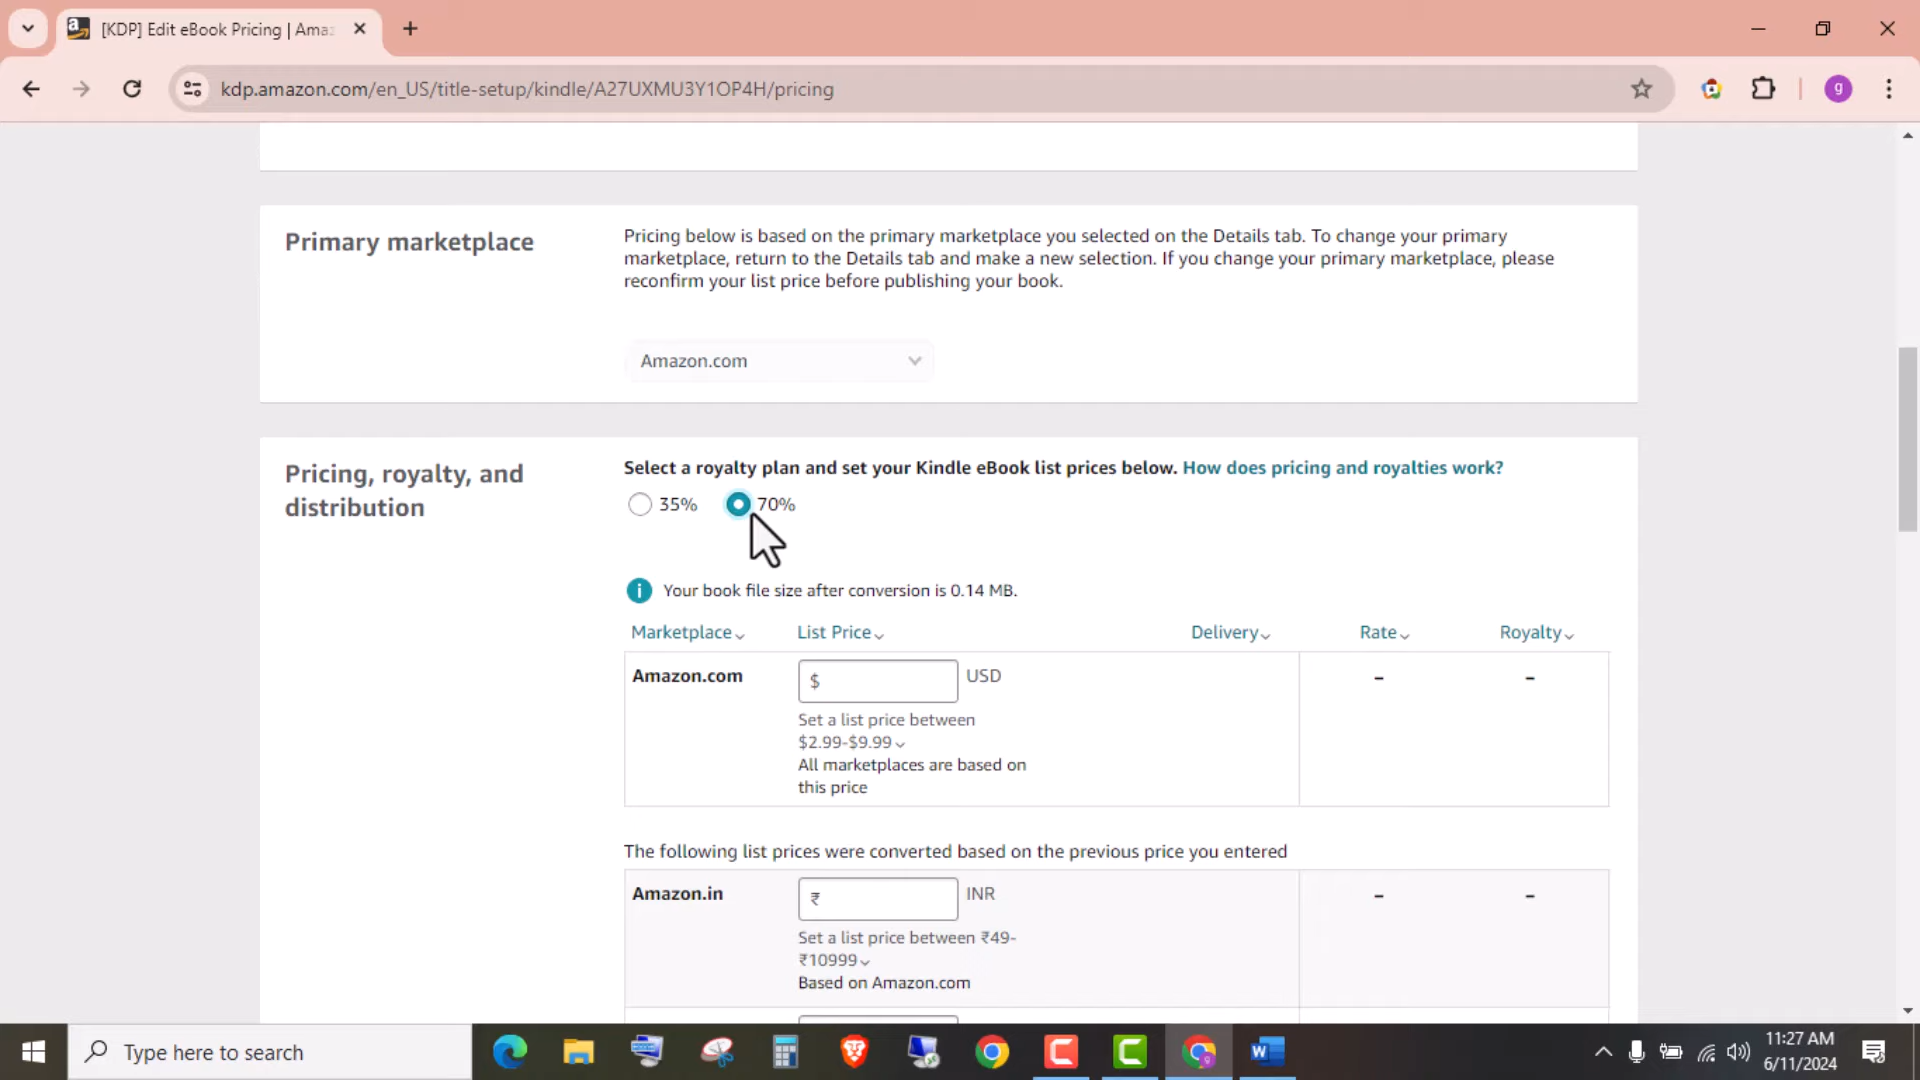 [KDP] Edit eBook Pricing | Amaz
kdp.amazon.com/en_US/title-setup/kindle/A27UXMU3Y1OP4H/pricing
g
Primary marketplace
Pricing below is based on the primary marketplace you selected on the Details tab. To change your primary
marketplace, return to the Details tab and make a new selection. If you change your primary marketplace, please
reconfirm your list price before publishing your book.
Amazon.com
Pricing, royalty, and
distribution
Select a royalty plan and set your Kindle eBook list prices below. How does pricing and royalties work?
35% 70%
Your book file size after conversion is 0.14 MB.
Marketplace List Price Delivery Rate Royalty
Amazon.com $ USD – –
Set a list price between
$2.99-$9.99
All marketplaces are based on
this price
The following list prices were converted based on the previous price you entered
Amazon.in ₹ INR – –
Set a list price between ₹49-
₹10999
Based on Amazon.com
Type here to search
11:27 AM
6/11/2024